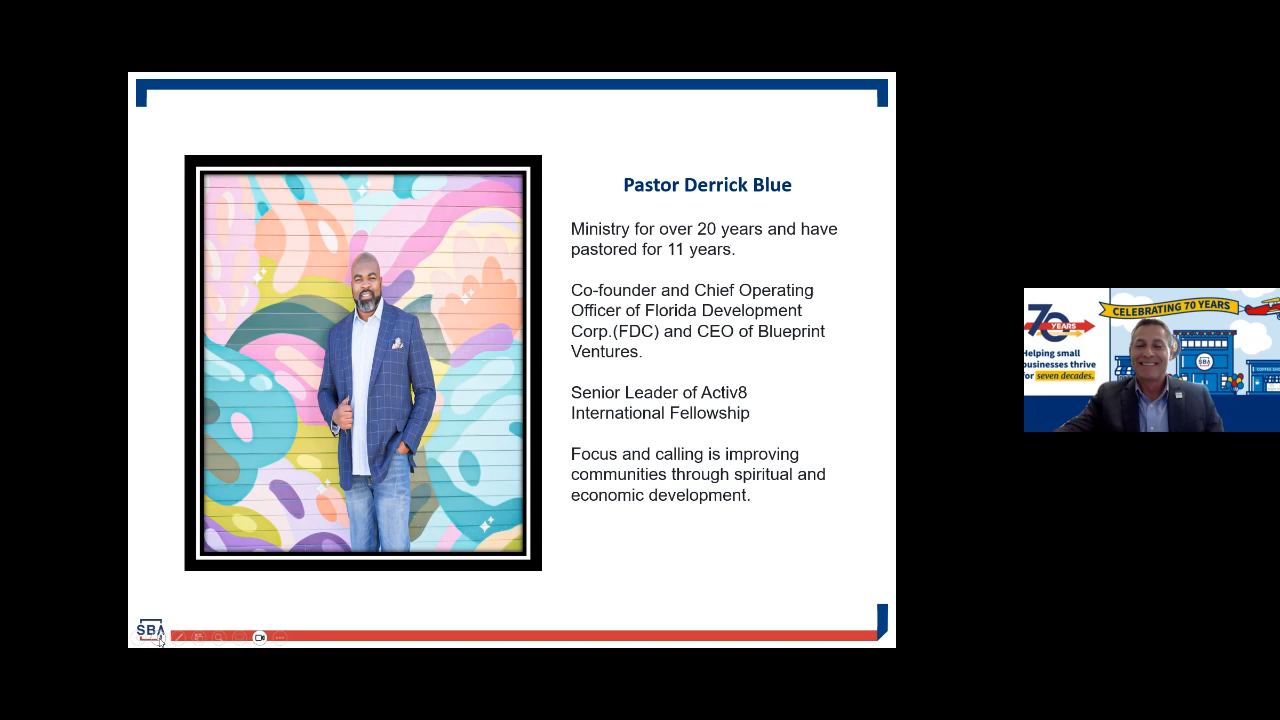 Pastor Derrick Blue
Ministry for over 20 years and have
pastored for 11 years.
Co-founder and Chief Operating
Officer of Florida Development
Corp.(FDC) and CEO of Blueprint
Ventures.
Senior Leader of Activ8
International Fellowship
Focus and calling is improving
communities through spiritual and
economic development.
SBA
CELEBRATING 70 YEARS
70
YEARS
Helping small
businesses thrive
for seven decades.
SBA